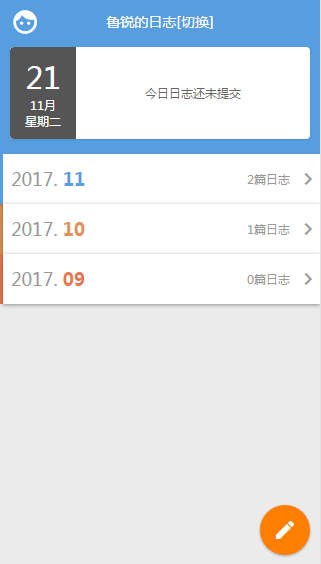 鲁锐的日志[切换]
21
11月
星期二
今日日志还未提交
2017. 11
2篇日志
2017. 10
1篇日志
2017. 09
0篇日志